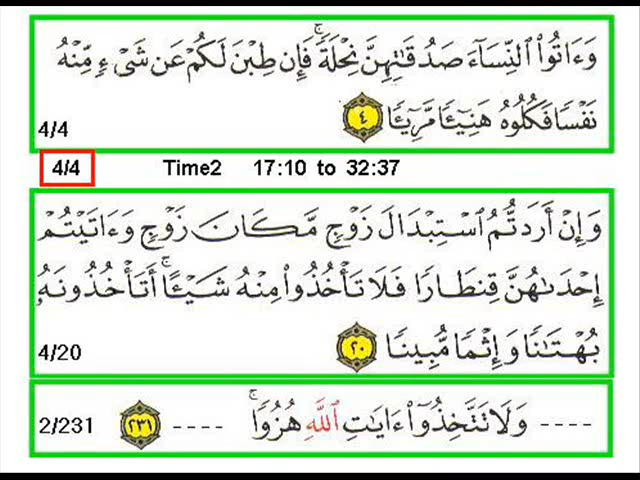 وَءَاتُوا۟ ٱلنِّسَآءَ صَدُقَـٰتِهِنَّ نِحْلَةً ۚ فَإِن طِبْنَ لَكُمْ عَن شَىْءٍ مِّنْهُ
نَفْسًا فَكُلُوهُ هَنِيٓـًٔا مَّرِيٓـًٔا ٤
4/4
4/4 Time2 17:10 to 32:37
وَإِنْ أَرَدتُّمُ ٱسْتِبْدَالَ زَوْجٍ مَّكَانَ زَوْجٍ وَءَاتَيْتُمْ
إِحْدَىٰهُنَّ قِنطَارًا فَلَا تَأْخُذُوا۟ مِنْهُ شَيْـًٔا ۚ أَتَأْخُذُونَهُۥ
بُهْتَـٰنًا وَإِثْمًا مُّبِينًا ٢٠
4/20
---- وَلَا تَتَّخِذُوٓا۟ ءَايَـٰتِ ٱللَّهِ هُزُوًا ۚ ---- ٢٣١ 2/231